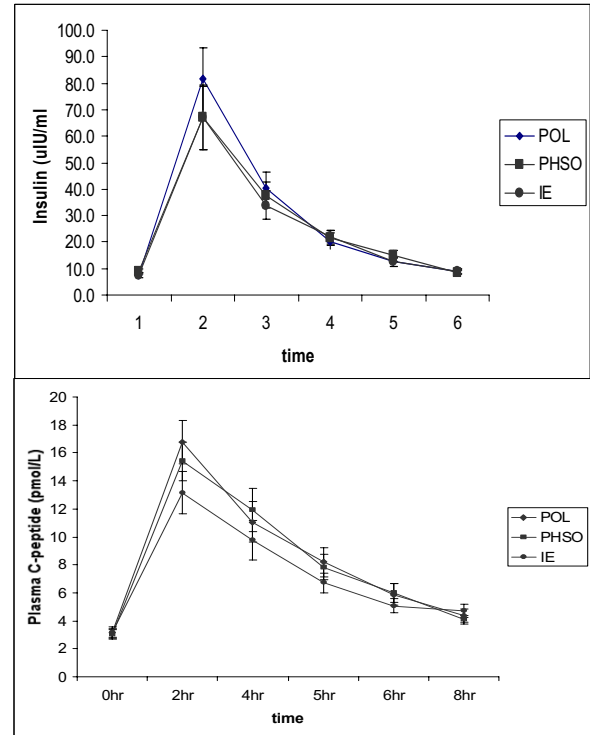 Insulin (uIU/ml
100.0
90.0
80.0
70.0
60.0
50.0
40.0
30.0
20.0
10.0
0.0
1 2 3 4 5 6
time
POL
PHSO
IE
Plasma C-peptide (pmol/L)
20
18
16
14
12
10
8
6
4
2
0
0hr 2hr 4hr 5hr 6hr 8hr
time
POL
PHSO
IE